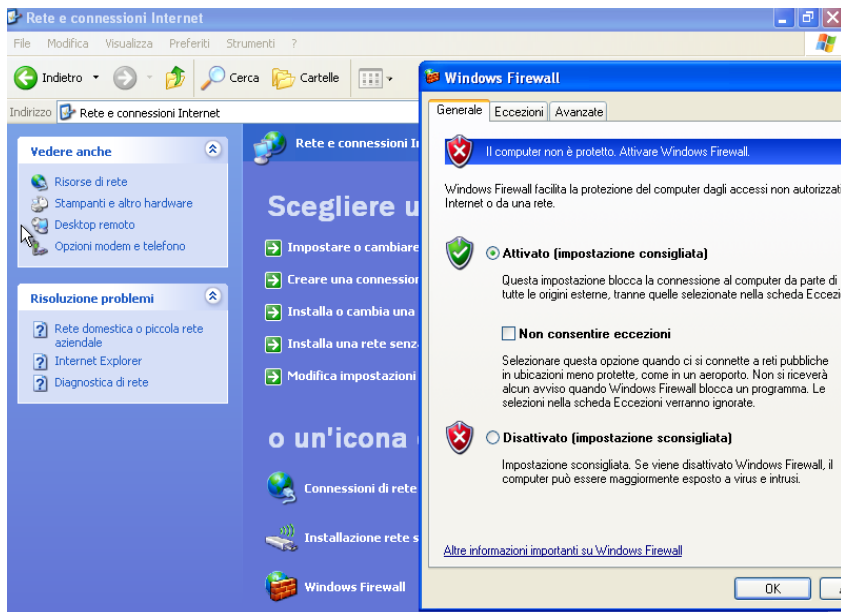 Rete e connessioni Internet
File Modifica Visualizza Preferiti Strumenti ?
Indietro Cerca Cartelle
Indirizzo Rete e connessioni Internet
Vedere anche
Risorse di rete
Stampanti e altro hardware
Desktop remoto
Opzioni modem e telefono
Risoluzione problemi
Rete domestica o piccola rete
aziendale
Internet Explorer
Diagnostica di rete
Rete e connessioni
Scegliere
Impostare o cambiare
Creare una
Installa o cambia una
Installa una rete
Modifica impostazioni
o un'icona
Connessioni di rete
Installazione rete
Windows Firewall
Windows Firewall
Generale Eccezioni Avanzate
Il computer non è protetto. Attivare Windows Firewall.
Windows Firewall facilita la protezione del computer dagli accessi non
Internet o da una rete.
Attivato (impostazione consigliata)
Questa impostazione blocca la connessione al computer da parte di
tutte le origini esterne, tranne quelle selezionate nella scheda
Non consentire eccezioni
Selezionare questa opzione quando ci si connette a reti pubbliche
in ubicazioni meno protette, come in un aeroporto. Non si riceverà
alcun avviso quando Windows Firewall blocca un programma. Le
selezioni nella scheda Eccezioni verranno ignorate.
Disattivato (impostazione sconsigliata)
Impostazione sconsigliata. Se viene disattivato Windows Firewall, il
computer può essere maggiormente esposto a virus e intrusi.
Altre informazioni importanti su Windows Firewall
OK